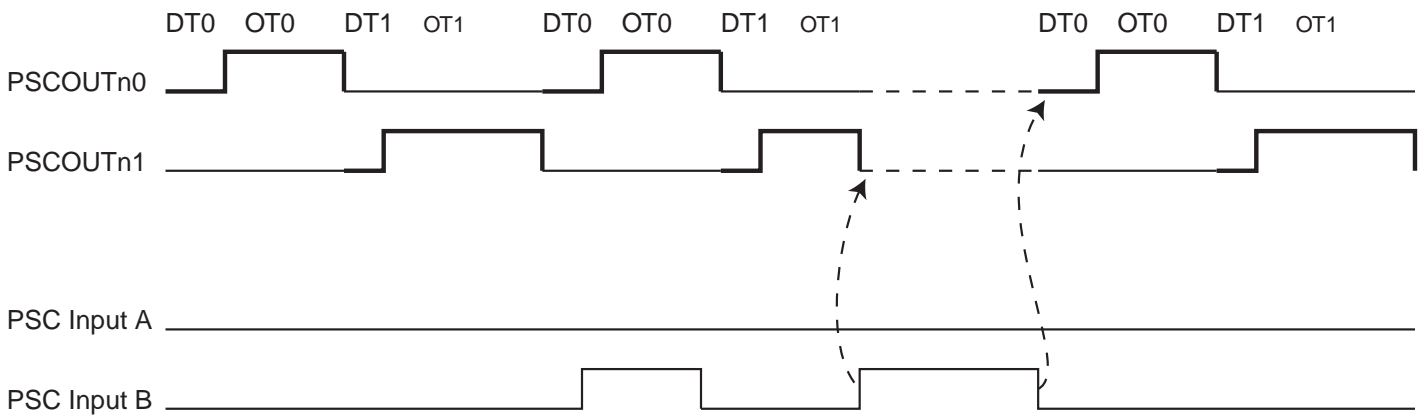 DT0 OT0 DT1 OT1 DT0 OT0 DT1 OT1 DT0 OT0 DT1 OT1
PSCOUTn0
PSCOUTn1
PSC Input A
PSC Input B